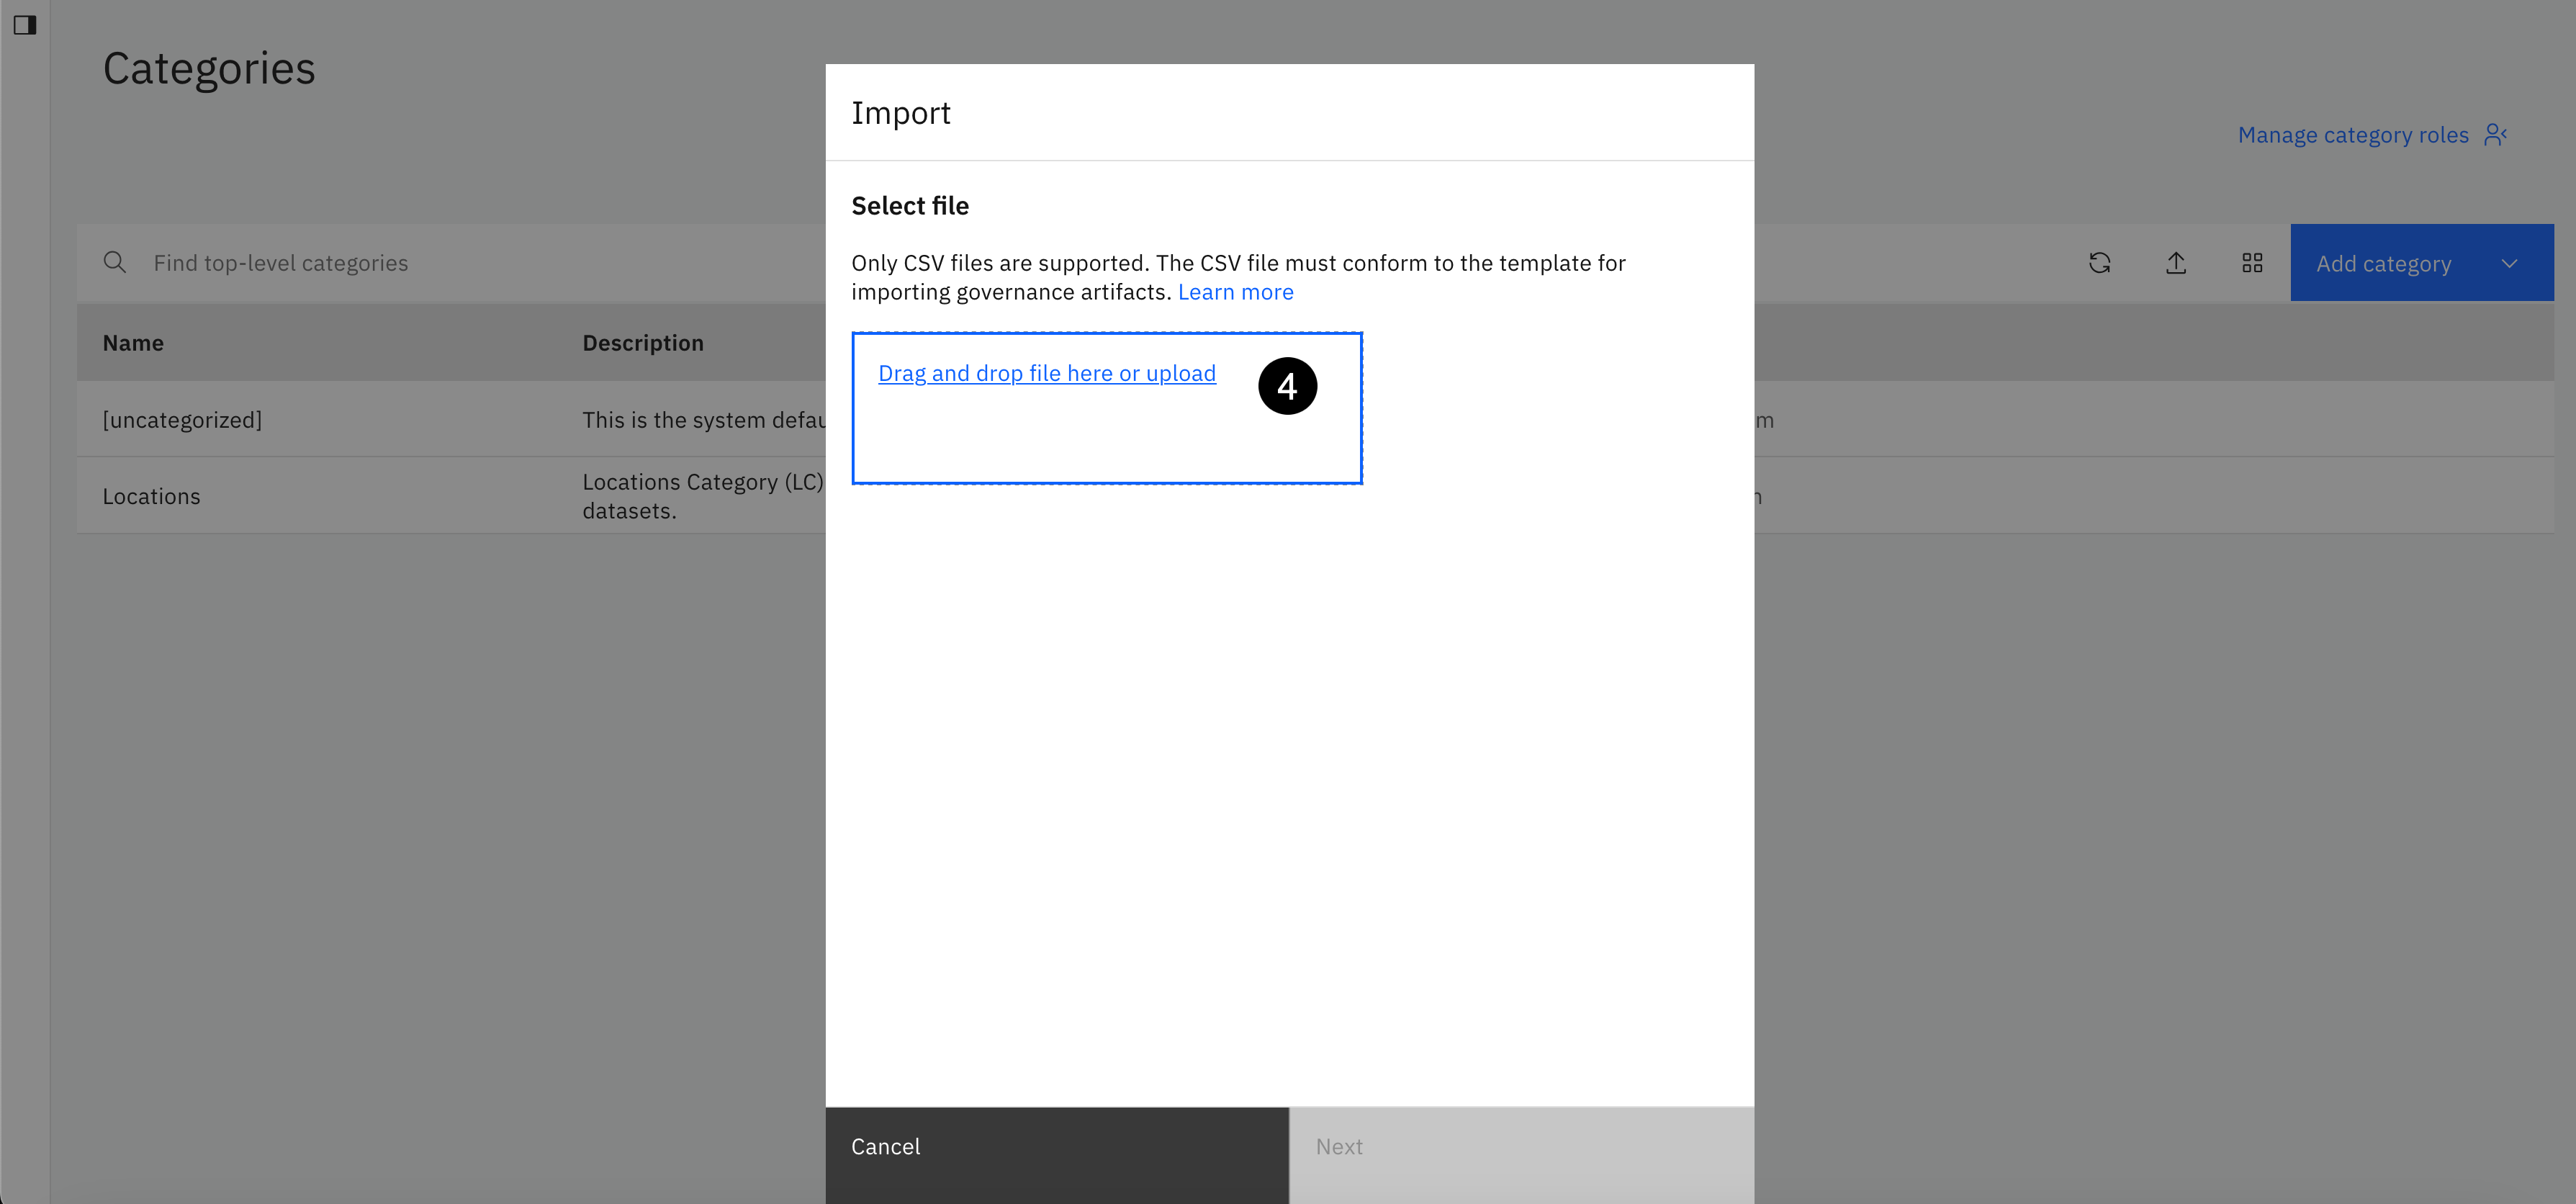 Categories
Import
Manage category roles
Select file
Find top-level categories
Only CSV files are supported. The CSV file must conform to the template for
importing governance artifacts. Learn more
Add category
Name
Description
Drag and drop file here or upload
4
[uncategorized]
This is the system defau
m
Locations
Locations Category (LC)
datasets.
Cancel
Next